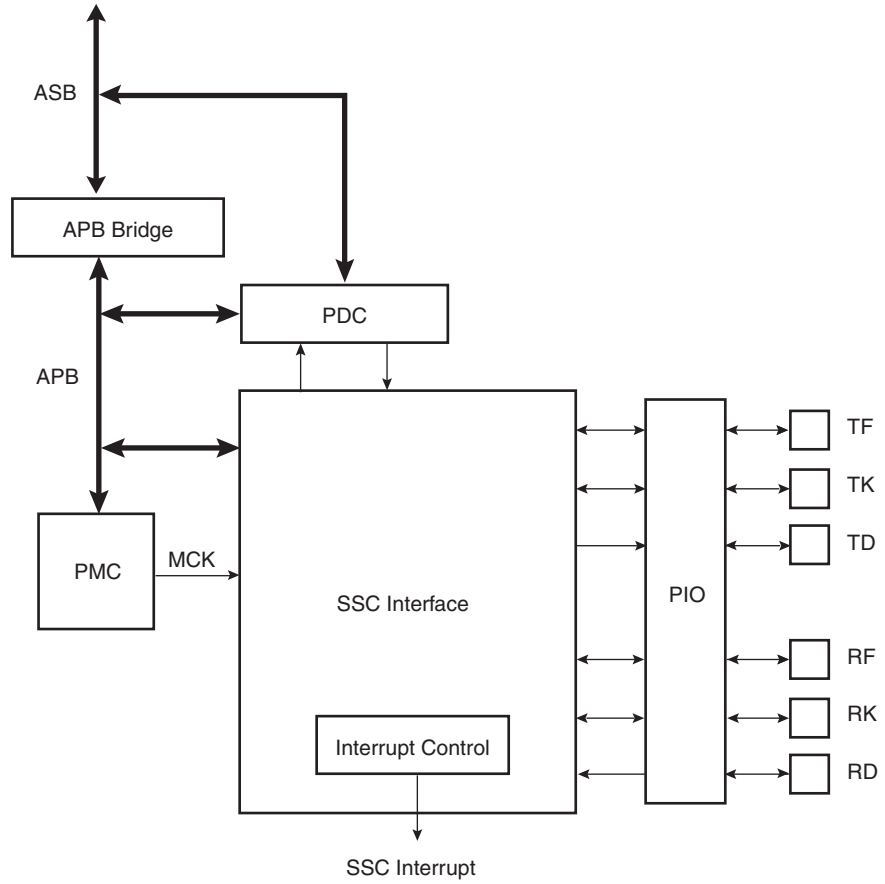 ASB
APB Bridge
PDC
APB
TF
TK
TD
PMC
MCK
SSC Interface
PIO
RF
RK
RD
Interrupt Control
SSC Interrupt